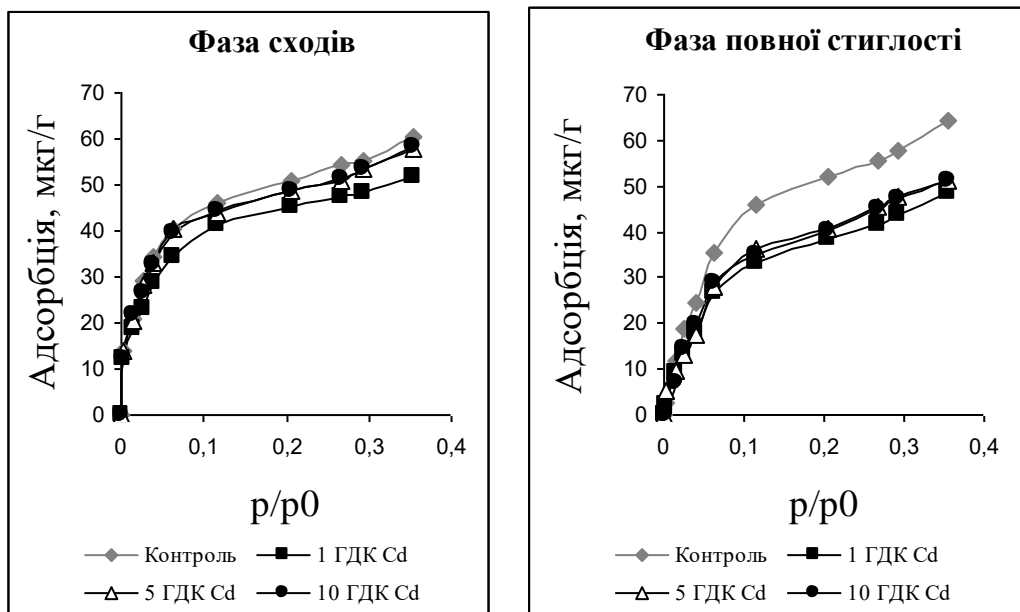 Фаза сходів
Адсорбція, мкг/г
70
60
50
40
30
20
10
0
0 0,1 0,2 0,3 0,4
p/p0
Контроль 1 ГДК Cd
5 ГДК Cd 10 ГДК Cd
Фаза повної стиглості
Адсорбція, мкг/г
70
60
50
40
30
20
10
0
0 0,1 0,2 0,3 0,4
p/p0
Контроль 1 ГДК Cd
5 ГДК Cd 10 ГДК Cd